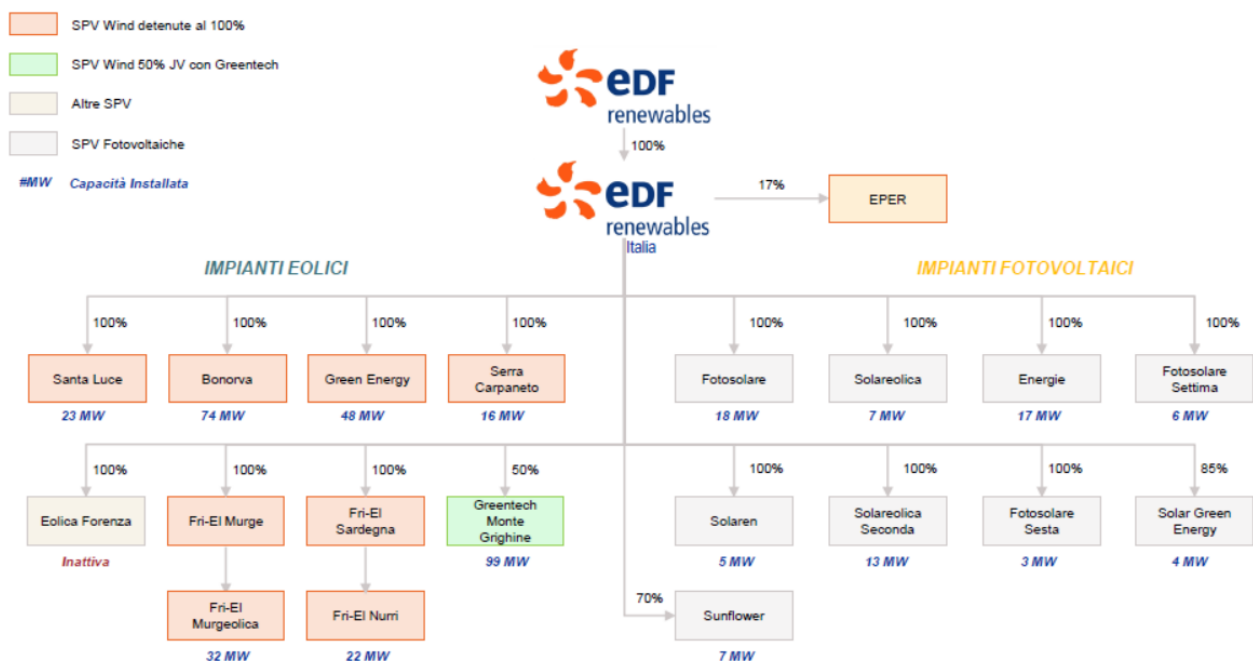 SPV Wind detenute al 100%
SPV Wind 50% JV con Greentech
Altre SPV
SPV Fotovoltaiche
#MW Capacità Installata
eDF
renewables
100%
eDF
renewables
Italia
17%
EPER
IMPIANTI EOLICI
IMPIANTI FOTOVOLTAICI
100% 100% 100% 100% 100% 100% 100% 100%
Santa Luce
Bonorva
Green Energy
Serra
Carpaneto
Fotosolare
Solareolica
Energie
Fotosolare
Settima
23 MW 74 MW 48 MW 16 MW 18 MW 7 MW 17 MW 6 MW
100% 100% 100% 50% 100% 100% 100% 85%
Eolica Forenza
Fri-El Murge
Fri-El
Sardegna
Greentech
Monte
Grighine
Solaren
Solareolica
Seconda
Fotosolare
Sesta
Solar Green
Energy
Inattiva
99 MW 5 MW 13 MW 3 MW 4 MW
Fri-El
Murgeolica
Fri-El Nurri
70%
Sunflower
32 MW 22 MW 7 MW